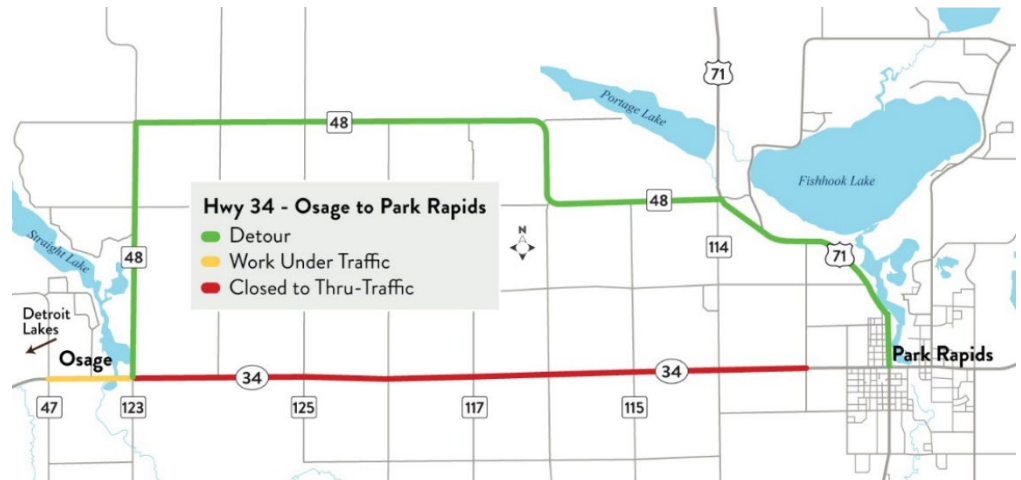 71
Portage Lake
48
Fishhook Lake
Hwy 34 - Osage to Park Rapids
Detour
Work Under Traffic
Closed to Thru-Traffic
48
N
Straight Lake
48
114
71
Detroit
Lakes
Osage
Park Rapids
34
34
47
123
125
117
115